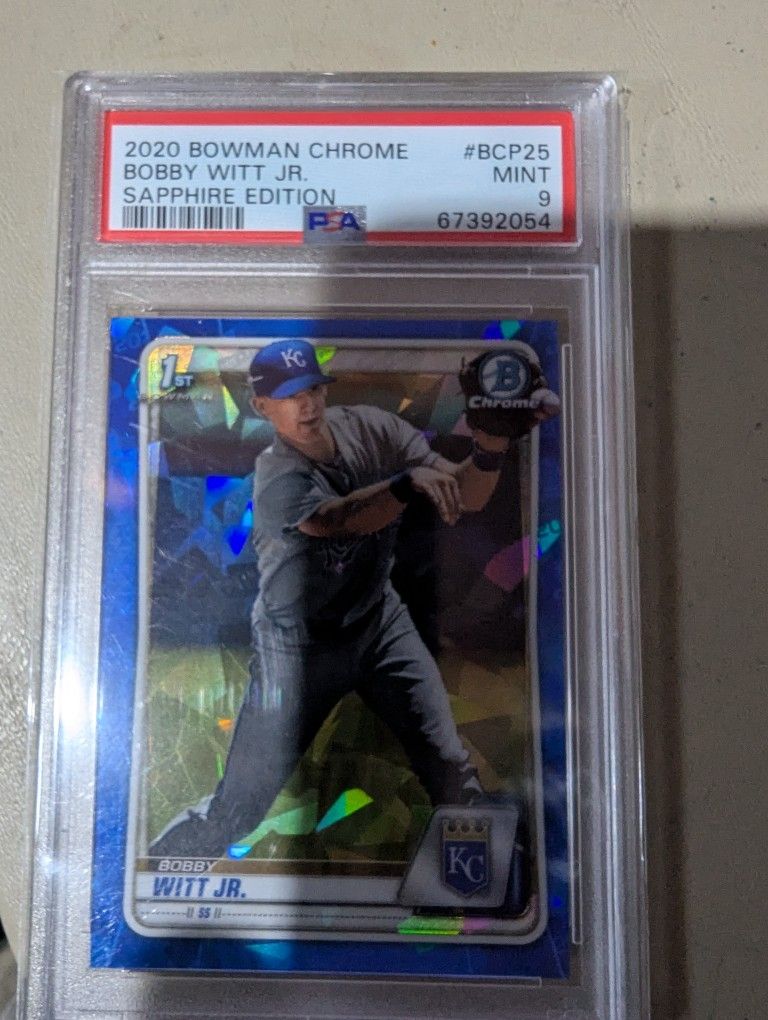 2020 BOWMAN CHROME #BCP25
BOBBY WITT JR. MINT
SAPPHIRE EDITION 9
PSA 67392054
1ST
BOWMAN
KC
B
Chrome
KC
BOBBY
WITT JR.
SS